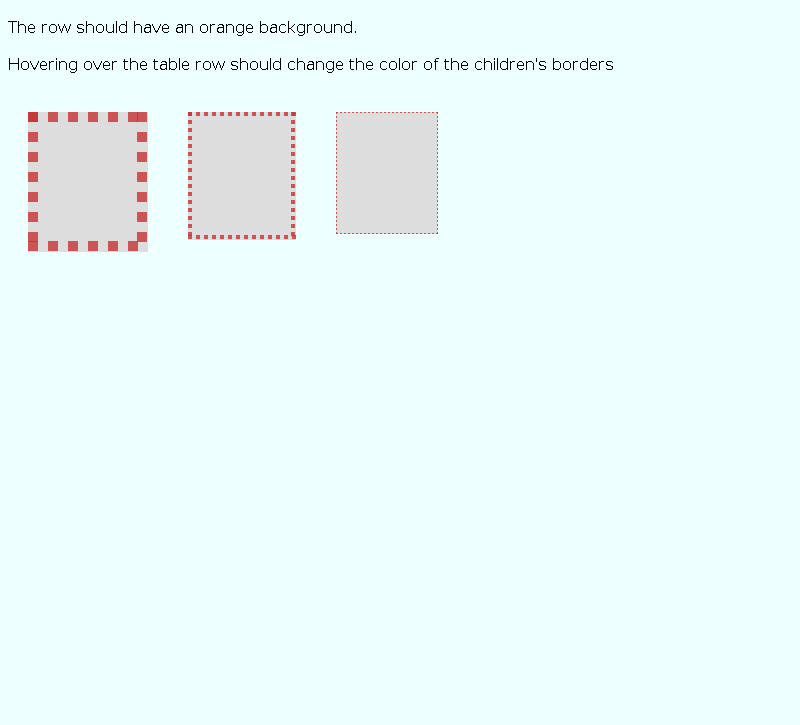 The row should have an orange background.
Hovering over the table row should change the color of the children's borders